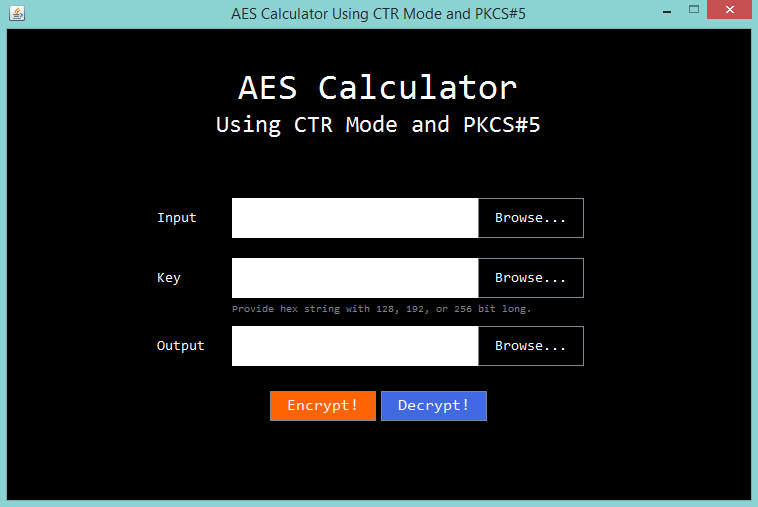 AES Calculator Using CTR Mode and PKCS#5
AES Calculator
Using CTR Mode and PKCS#5
Input Browse...
Key Browse...
Provide hex string with 128, 192, or 256 bit long.
Output Browse...
Encrypt! Decrypt!